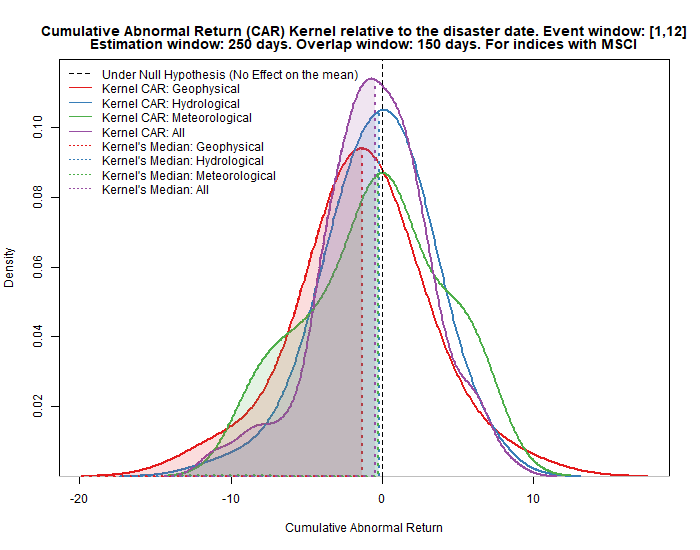 Cumulative Abnormal Return (CAR) Kernel relative to the disaster date. Event window: [1,12]
Estimation window: 250 days. Overlap window: 150 days. For indices with MSCI
Under Null Hypothesis (No Effect on the mean)
Kernel CAR: Geophysical
Kernel CAR: Hydrological
Kernel CAR: Meteorological
Kernel CAR: All
Kernel's Median: Geophysical
Kernel's Median: Hydrological
Kernel's Median: Meteorological
Kernel's Median: All
0.10
0.08
0.06
0.04
0.02
Density
-20 -10 0 10
Cumulative Abnormal Return